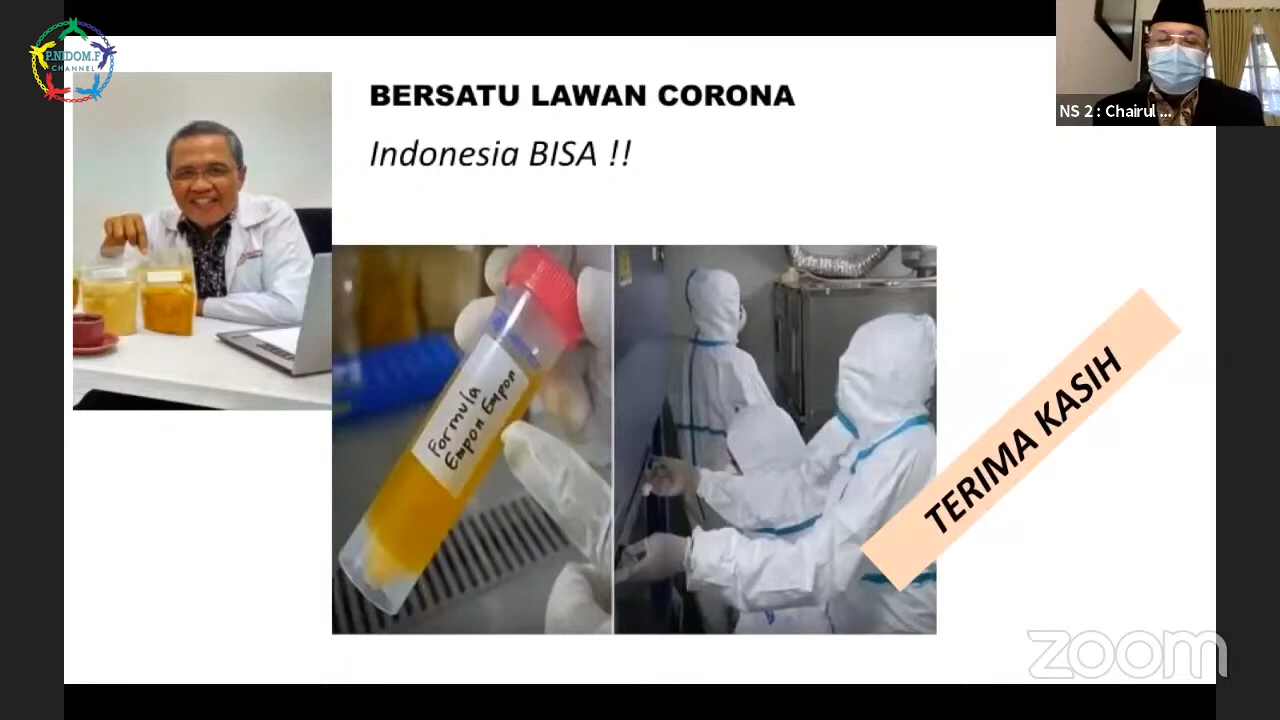 P.NIDOM.F
CHANNEL
BERSATU LAWAN CORONA
Indonesia BISA !!
NS 2 : Chairul ...
Formula
Empon Empon
TERIMA KASIH
zoom